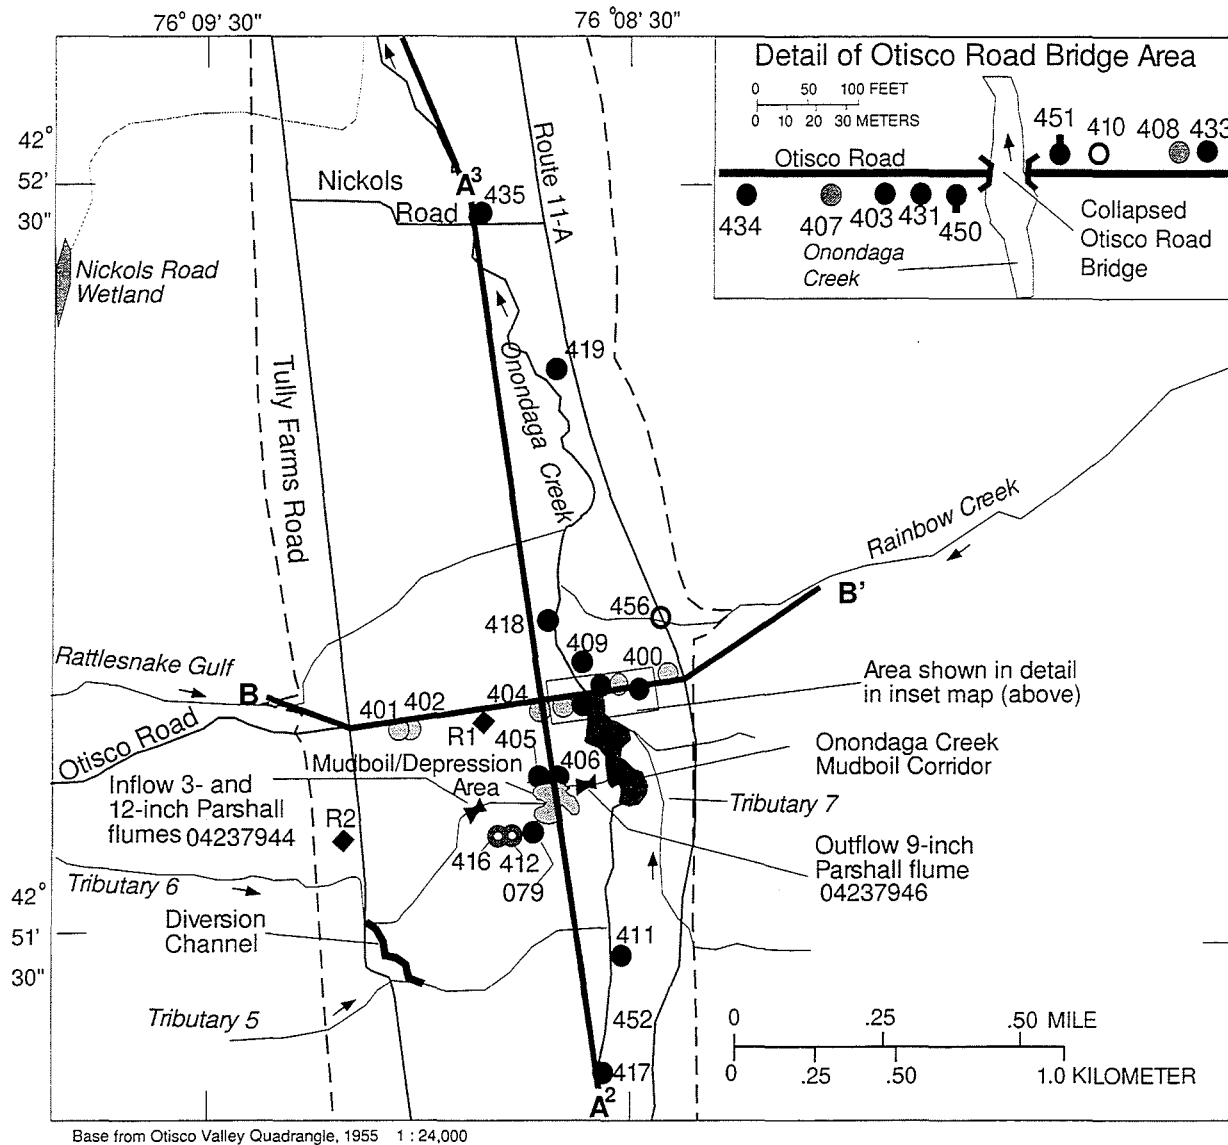 76° 09' 30"
76° 08' 30"
Detail of Otisco Road Bridge Area
0 50 100 FEET
0 10 20 30 METERS
451
410
408
433
Otisco Road
434
407
403
431
450
Onondaga
Creek
Collapsed
Otisco Road
Bridge
42°
52'
30"
Nickols
Road
A3
435
Route 11-A
Nickols Road
Wetland
419
Tully Farms Road
Onondaga Creek
Rainbow Creek
B'
456
418
409
400
Rattlesnake Gulf
B
401
402
404
Area shown in detail
in inset map (above)
R1
405
Otisco Road
Mudboil/Depression
Area
406
Onondaga Creek
Mudboil Corridor
Inflow 3- and
12-inch Parshall
flumes 04237944
R2
Tributary 7
416
412
079
Outflow 9-inch
Parshall flume
04237946
Tributary 6
42°
51'
30"
Diversion
Channel
411
Tributary 5
452
417
A2
0 .25 .50 MILE
0 .25 .50 1.0 KILOMETER
Base from Otisco Valley Quadrangle, 1955 1 : 24,000